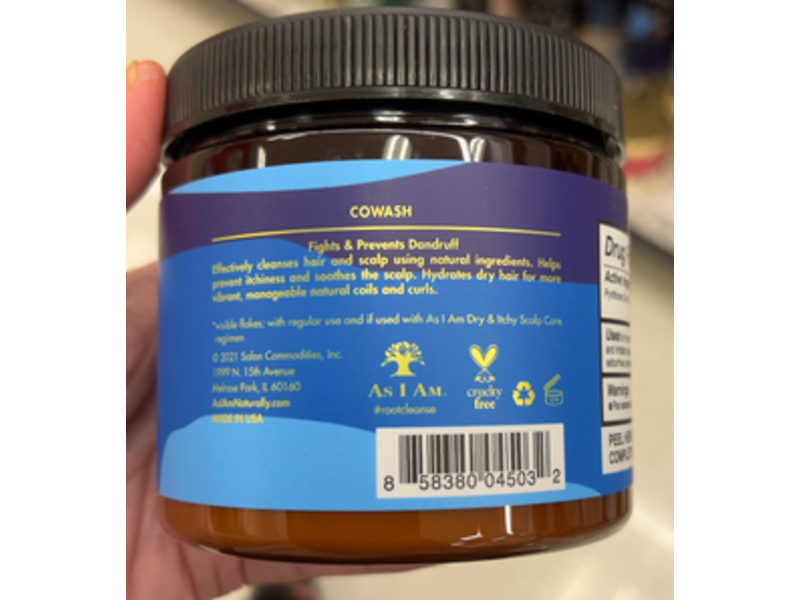 COWASH
Fights & Prevents Dandruff
Effectively cleanses hair and scalp using natural ingredients. Helps
prevent itchiness and soothes the scalp. Hydrates dry hair for more
vibrant, manageable natural coils and curls.
*visible flakes; with regular use and if used with As I Am Dry & Itchy Scalp Care
regimen
© 2021 Salon Commodities, Inc.
1999 N. 15th Avenue
Melrose Park, IL 60160
AsIAmNaturally.com
MADE IN USA
AS I AM.
#rootcleanse
cruelty
free
8 58380 04503 2
Drug
Active
Uses
Warnings
PEEL